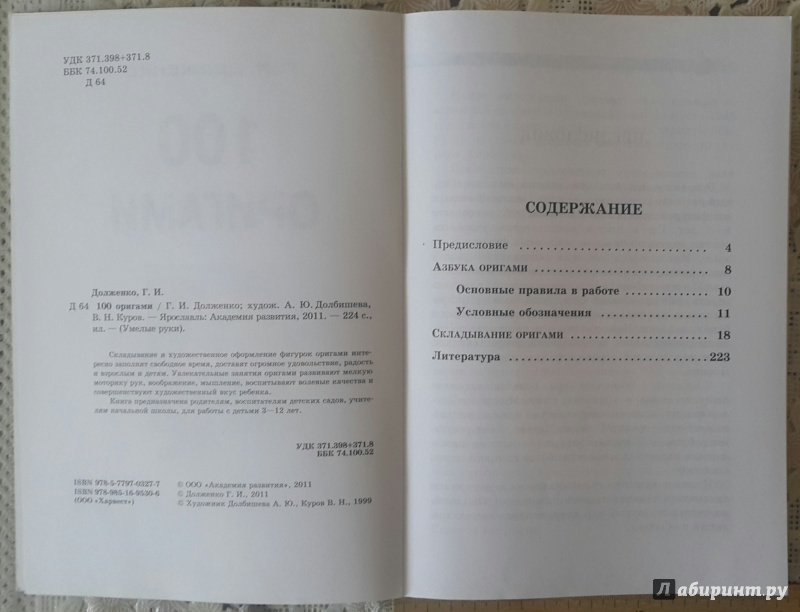 УДК 371.398+371.8
ББК 74.100.52
Д 64
Долженко, Г. И.
Д 64 100 оригами / Г. И. Долженко; худож. А. Ю. Долбишева,
В. Н. Куров. — Ярославль: Академия развития, 2011. — 224 с.,
ил. — (Умелые руки).
Складывание и художественное оформление фигурок оригами инте-
ресно заполнят свободное время, доставят огромное удовольствие, радость
и взрослым и детям. Увлекательные занятия оригами развивают мелкую
моторику рук, воображение, мышление, воспитывают волевые качества и
совершенствуют художественный вкус ребенка.
Книга предназначена родителям, воспитателям детских садов, учите-
лям начальной школы, для работы с детьми 3—12 лет.
УДК 371.398+371.8
ББК 74.100.52
ISBN 978-5-7797-0327-7
ISBN 978-985-16-9530-6
(ООО «Харвест»)
© ООО «Академия развития», 2011
© Долженко Г. И., 2011
© Художник Долбишева А. Ю., Куров В. Н., 1999
СОДЕРЖАНИЕ
Предисловие ........................ 4
Азбука оригами ........................ 8
Основные правила в работе ............ 10
Условные обозначения ................ 11
Складывание оригами .................. 18
Литература .......................... 223
Лабиринт.ру